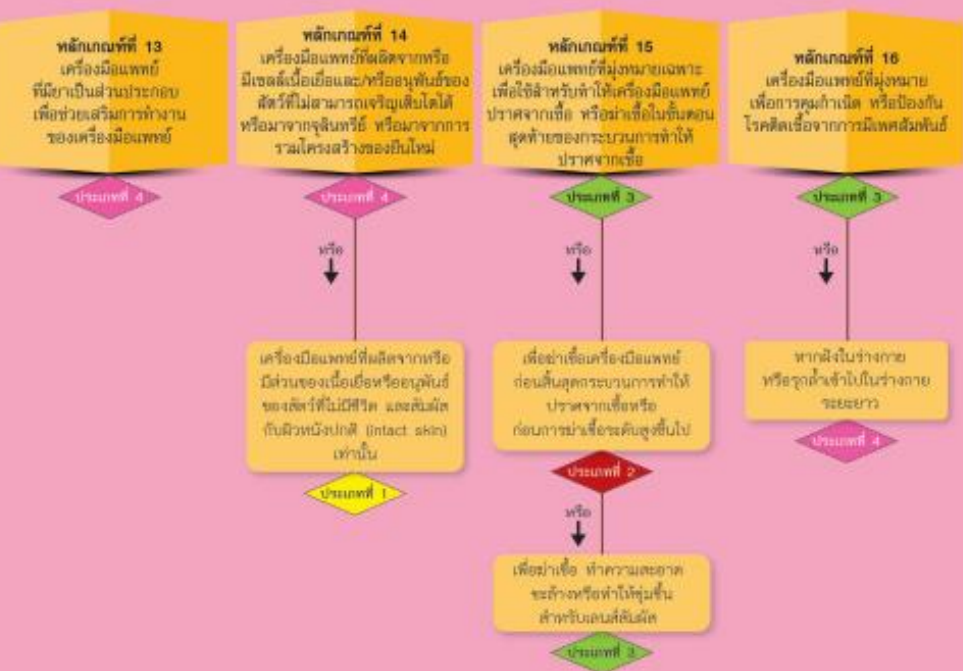 หลักเกณฑ์ที่ 13
เครื่องมือแพทย์
ที่มียาเป็นส่วนประกอบ
เพื่อช่วยเสริมการทำงาน
ของเครื่องมือแพทย์
ประเภทที่ 4
หลักเกณฑ์ที่ 14
เครื่องมือแพทย์ที่ผลิตจากหรือ
มีเซลล์เนื้อเยื่อและ/หรืออนุพันธ์ของ
สัตว์ที่ไม่สามารถเจริญเติบโตได้
หรือมาจากจุลินทรีย์ หรือมาจากการ
รวมโครงสร้างของยีนใหม่
ประเภทที่ 4
หรือ
เครื่องมือแพทย์ที่ผลิตจากหรือ
มีส่วนของเนื้อเยื่อหรืออนุพันธ์
ของสัตว์ที่ไม่มีชีวิต และสัมผัส
กับผิวหนังปกติ (intact skin)
เท่านั้น
ประเภทที่ 1
หลักเกณฑ์ที่ 15
เครื่องมือแพทย์ที่มุ่งหมายเฉพาะ
เพื่อใช้สำหรับทำให้เครื่องมือแพทย์
ปราศจากเชื้อ หรือฆ่าเชื้อในขั้นตอน
สุดท้ายของกระบวนการทำให้
ปราศจากเชื้อ
ประเภทที่ 3
หรือ
เพื่อฆ่าเชื้อเครื่องมือแพทย์
ก่อนสิ้นสุดกระบวนการทำให้
ปราศจากเชื้อหรือ
ก่อนการฆ่าเชื้อระดับสูงขึ้นไป
ประเภทที่ 2
หรือ
เพื่อฆ่าเชื้อ ทำความสะอาด
ชะล้างหรือทำให้ชุ่มชื้น
สำหรับเลนส์สัมผัส
ประเภทที่ 3
หลักเกณฑ์ที่ 16
เครื่องมือแพทย์ที่มุ่งหมาย
เพื่อการคุมกำเนิด หรือป้องกัน
โรคติดเชื้อจากการมีเพศสัมพันธ์
ประเภทที่ 3
หรือ
หากฝังในร่างกาย
หรือรุกล้ำเข้าไปในร่างกาย
ระยะยาว
ประเภทที่ 4